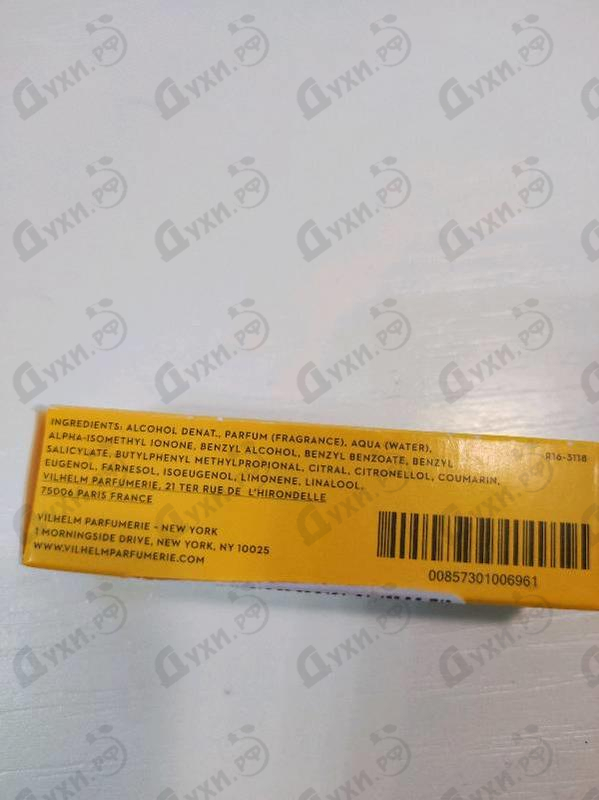 INGREDIENTS: ALCOHOL DENAT., PARFUM (FRAGRANCE), AQUA (WATER),
ALPHA-ISOMETHYL IONONE, BENZYL ALCOHOL, BENZYL BENZOATE, BENZYL
SALICYLATE, BUTYLPHENYL METHYLPROPIONAL, CITRAL, CITRONELLOL, COUMARIN,
EUGENOL, FARNESOL, ISOEUGENOL, LIMONENE, LINALOOL.
VILHELM PARFUMERIE, 21 TER RUE DE L'HIRONDELLE
75006 PARIS FRANCE
R16-3118
VILHELM PARFUMERIE - NEW YORK
1 MORNINGSIDE DRIVE, NEW YORK, NY 10025
WWW.VILHELMPARFUMERIE.COM
00857301006961
Духи.рф